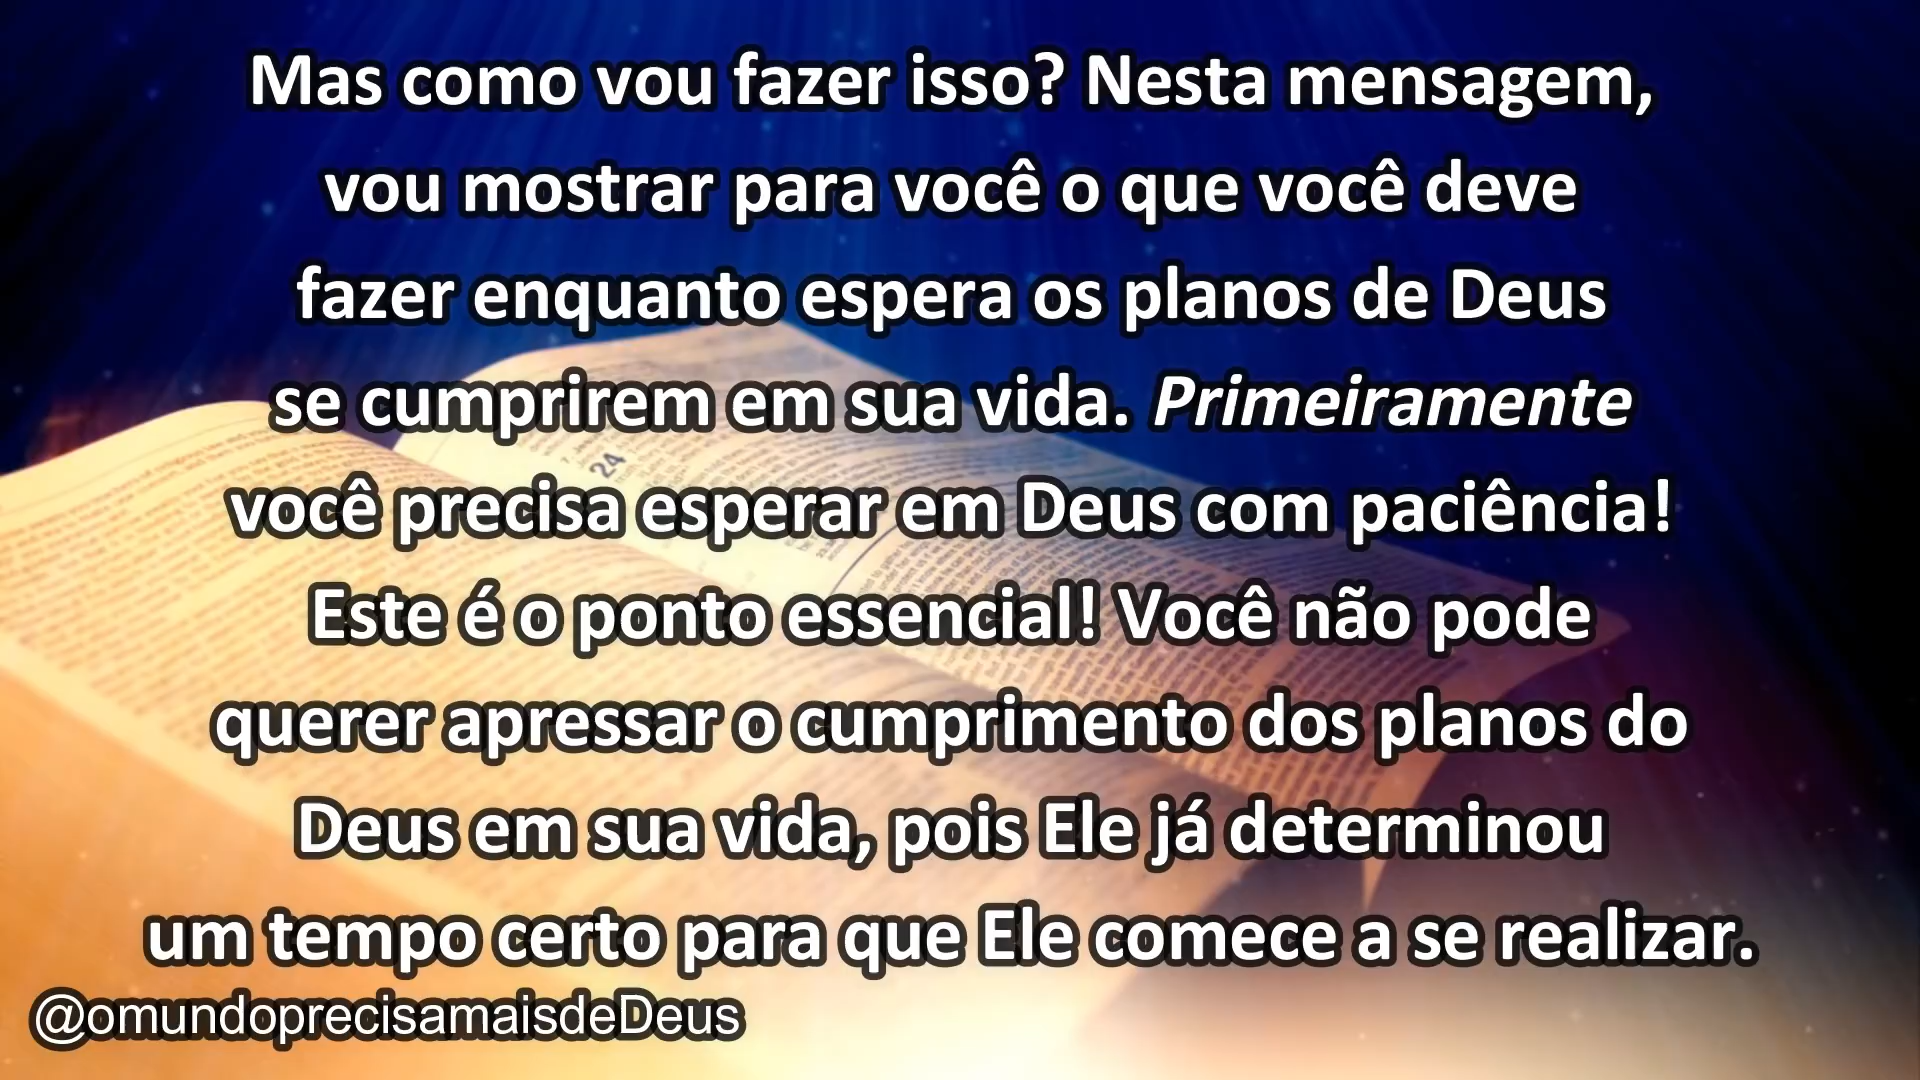 Mas como vou fazer isso? Nesta mensagem,
vou mostrar para você o que você deve
fazer enquanto espera os planos de Deus
se cumprirem em sua vida. Primeiramente
você precisa esperar em Deus com paciência!
Este é o ponto essencial! Você não pode
querer apressar o cumprimento dos planos do
Deus em sua vida, pois Ele já determinou
um tempo certo para que Ele comece a se realizar.
@omundoprecisamaisdeDeus
24